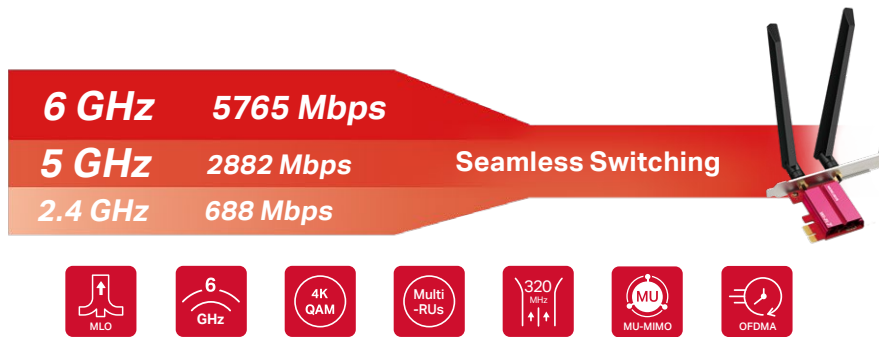 6 GHz 5765 Mbps
5 GHz 2882 Mbps
Seamless Switching
2.4 GHz 688 Mbps
MLO
6
GHz
4K
QAM
Multi
-RUs
320
MHz
MU
MU-MIMO
OFDMA